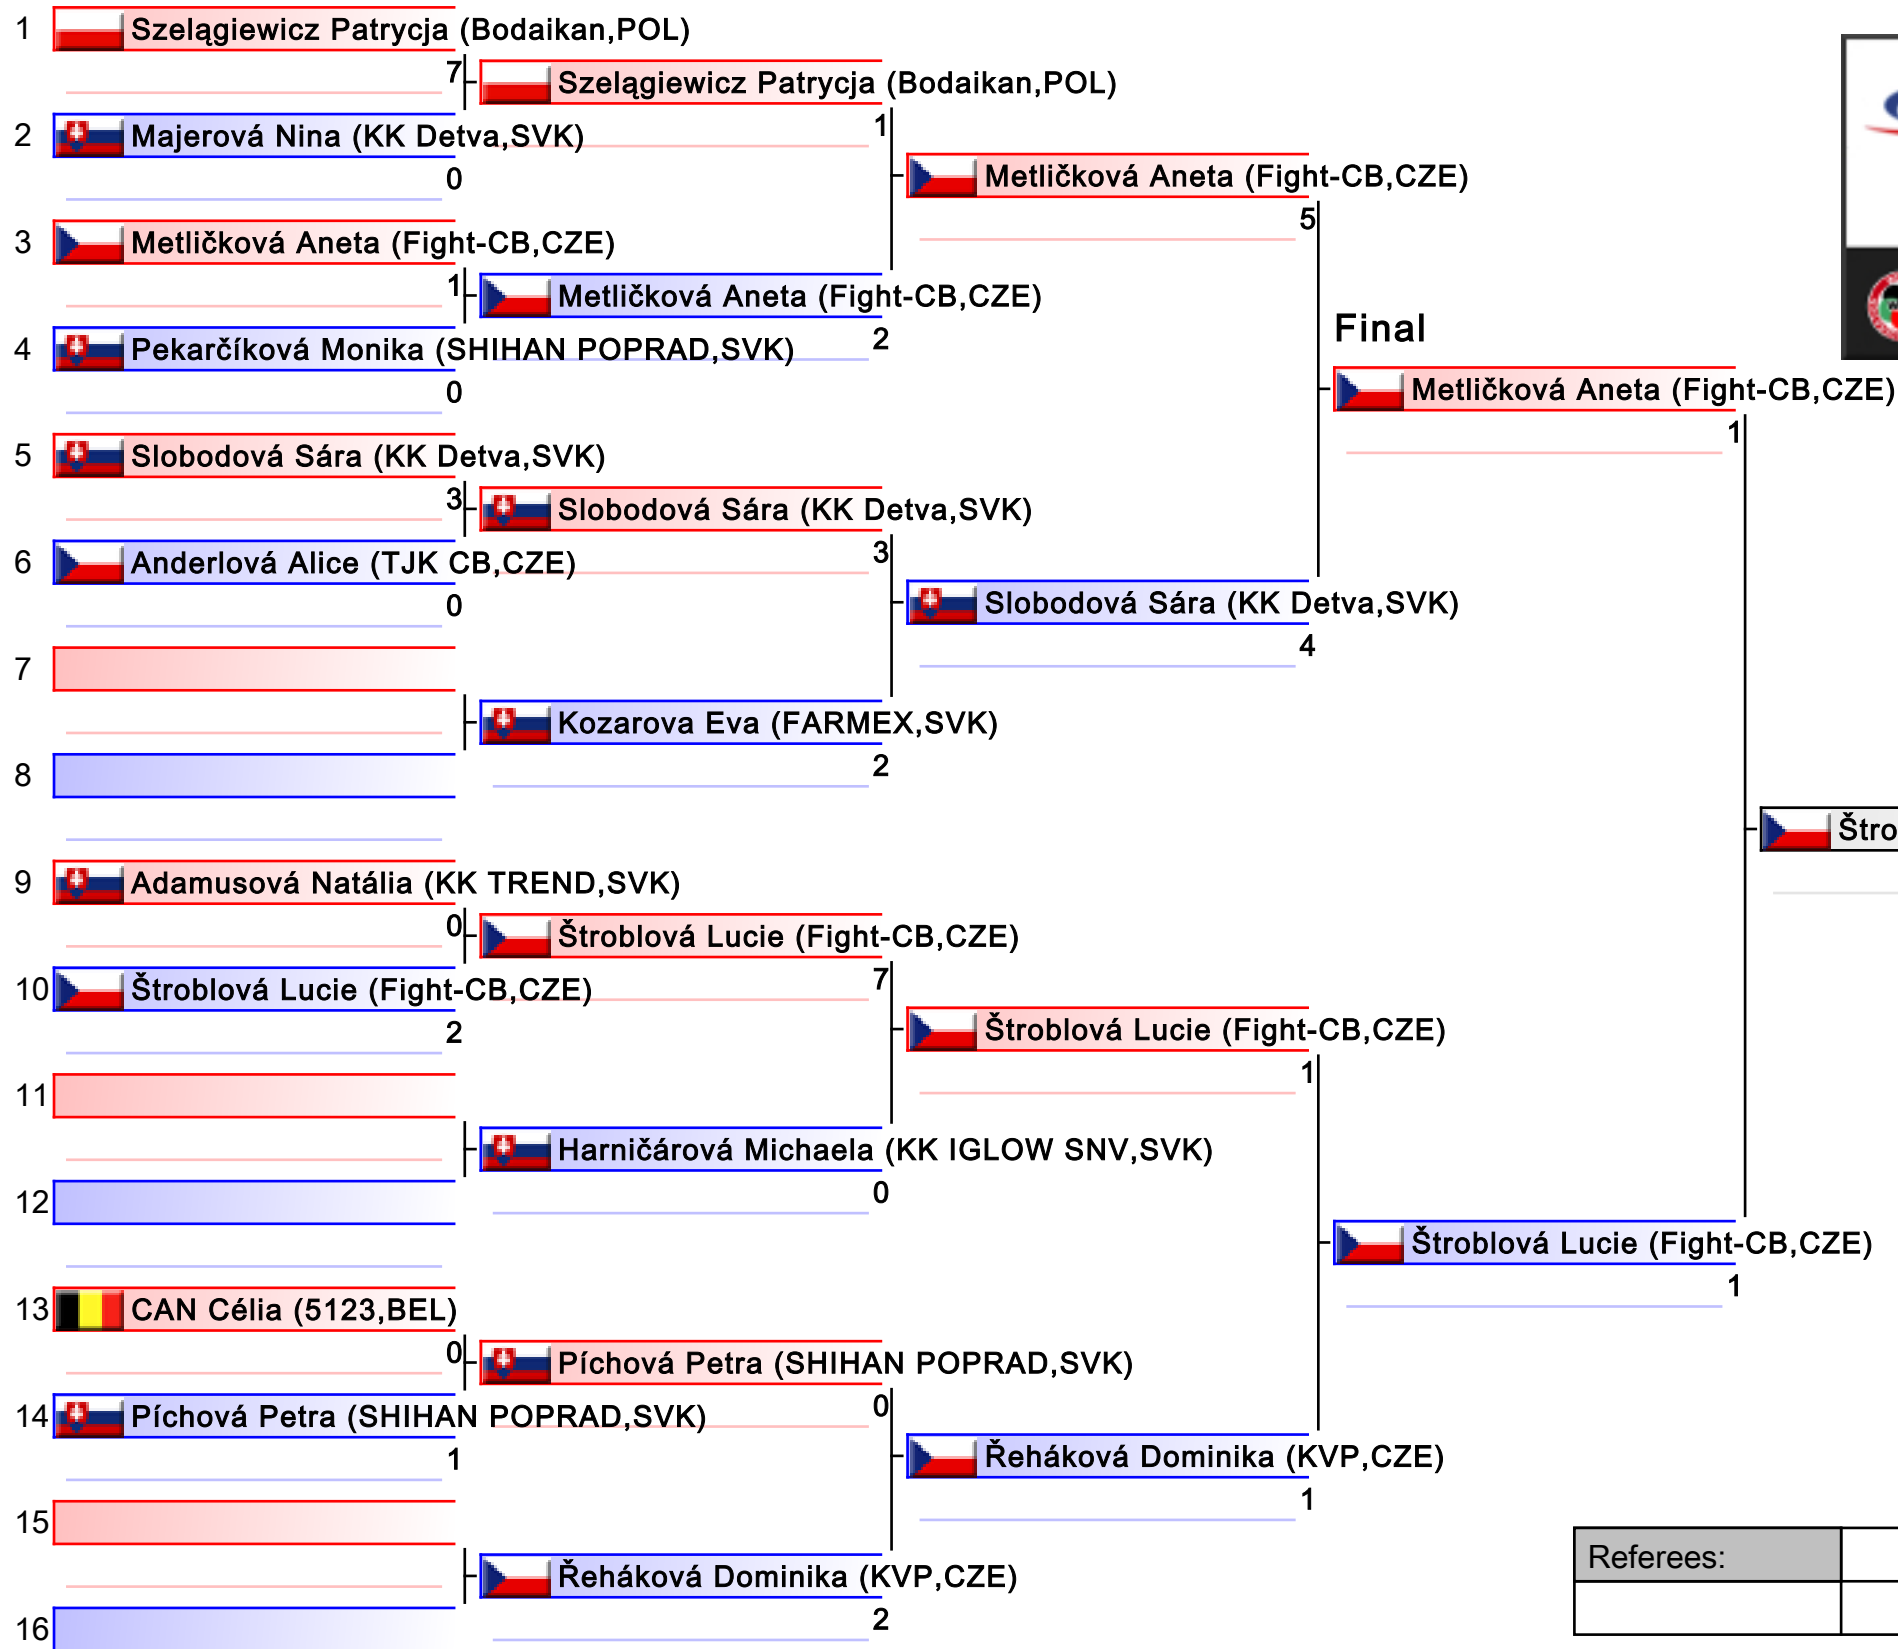 1 Szelągiewicz Patrycja (Bodaikan,POL)
7
2 Majerová Nina (KK Detva,SVK)
0
3 Metličková Aneta (Fight-CB,CZE)
1
4 Pekarčíková Monika (SHIHAN POPRAD,SVK)
0
5 Slobodová Sára (KK Detva,SVK)
3
6 Anderlová Alice (TJK CB,CZE)
0
7
8
9 Adamusová Natália (KK TREND,SVK)
0
10 Štroblová Lucie (Fight-CB,CZE)
2
11
12
13 CAN Célia (5123,BEL)
0
14 Píchová Petra (SHIHAN POPRAD,SVK)
1
15
16
Szelągiewicz Patrycja (Bodaikan,POL)
1
Metličková Aneta (Fight-CB,CZE)
2
Slobodová Sára (KK Detva,SVK)
3
Kozarova Eva (FARMEX,SVK)
2
Štroblová Lucie (Fight-CB,CZE)
7
Harničárová Michaela (KK IGLOW SNV,SVK)
0
Píchová Petra (SHIHAN POPRAD,SVK)
0
Řeháková Dominika (KVP,CZE)
2
Metličková Aneta (Fight-CB,CZE)
5
Slobodová Sára (KK Detva,SVK)
4
Štroblová Lucie (Fight-CB,CZE)
1
Řeháková Dominika (KVP,CZE)
1
Final
Metličková Aneta (Fight-CB,CZE)
1
Štroblová Lucie (Fight-CB,CZE)
1
Štro
Referees: